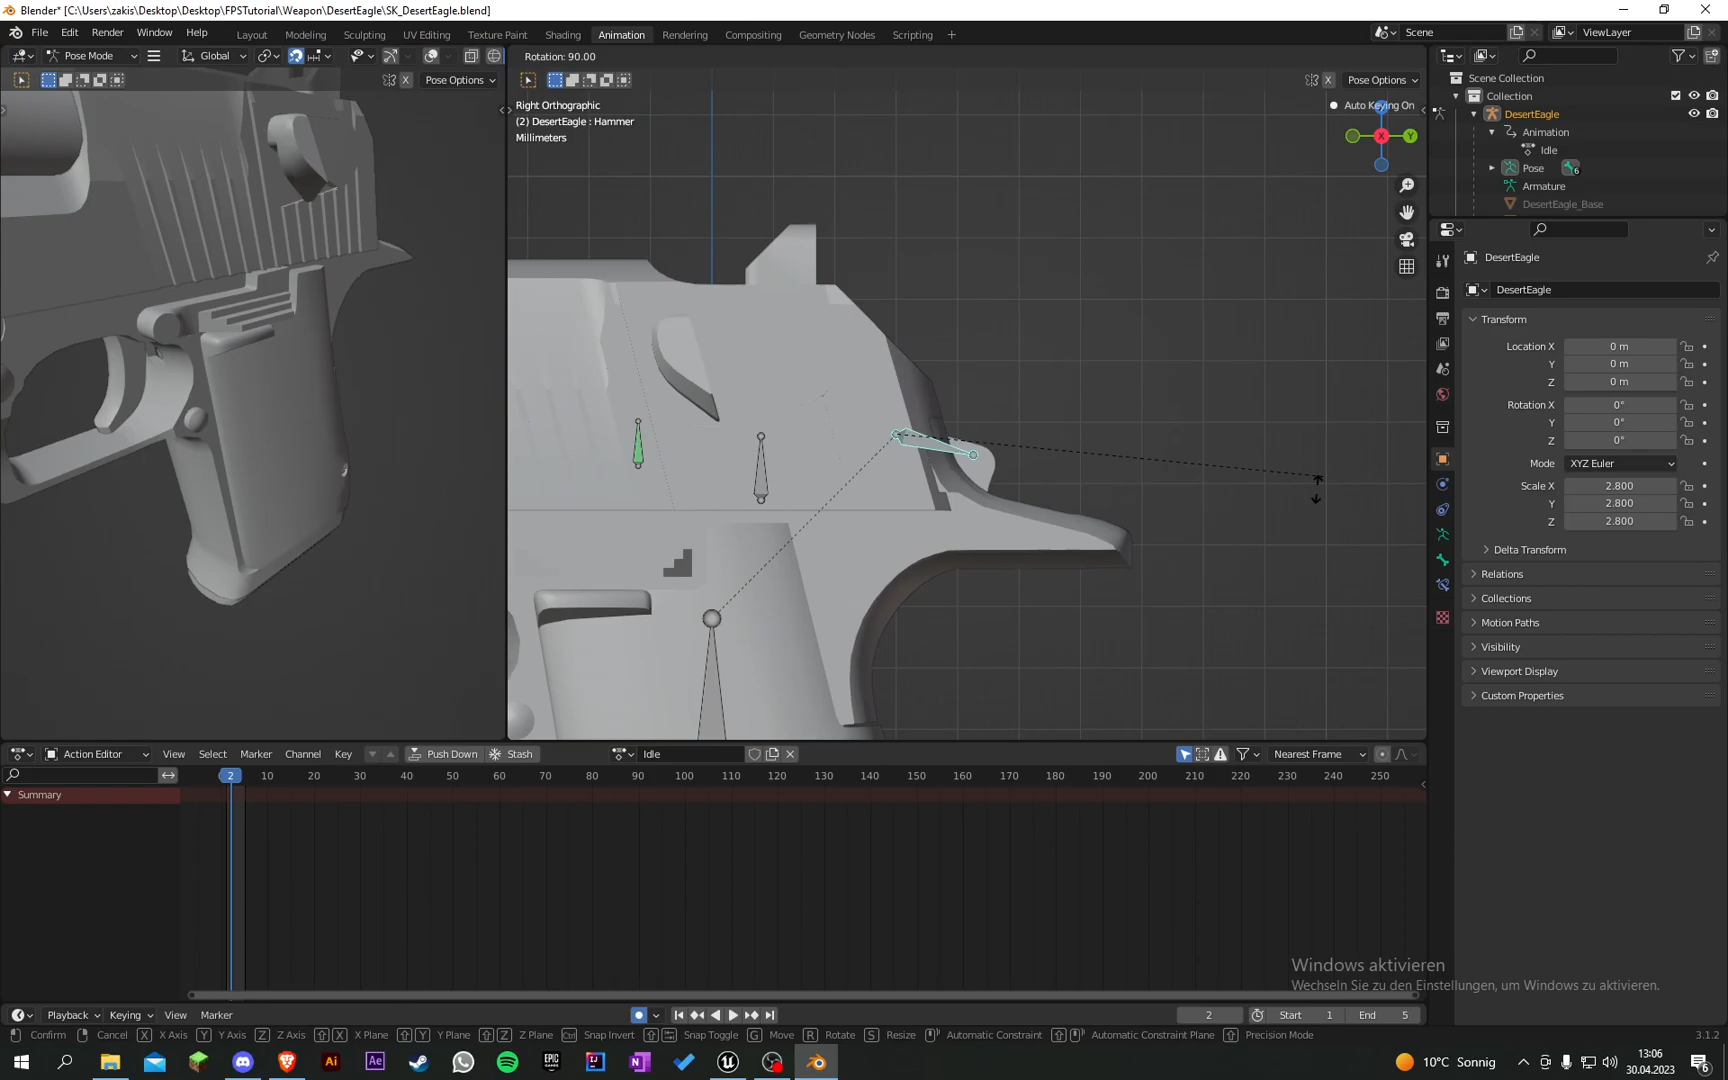 Blender* [C:\Users\zakis\Desktop\Desktop\FPSTutorial\Weapon\DesertEagle\SK_DesertEagle.blend]
File Edit Render Window Help Layout Modeling Sculpting UV Editing Texture Paint Shading Animation Rendering Compositing Geometry Nodes Scripting + Scene ViewLayer
Pose Mode Global Rotation: 90.00
X Pose Options X Pose Options
Right Orthographic
(2) DesertEagle : Hammer
Millimeters
Auto Keying On
X Y
Scene Collection
Collection
DesertEagle
Animation
Idle
Pose 6
Armature
DesertEagle_Base
DesertEagle
DesertEagle
Transform
Location X 0 m
Y 0 m
Z 0 m
Rotation X 0°
Y 0°
Z 0°
Mode XYZ Euler
Scale X 2.800
Y 2.800
Z 2.800
Delta Transform
Relations
Collections
Motion Paths
Visibility
Viewport Display
Custom Properties
Action Editor View Select Marker Channel Key Push Down Stash Idle Nearest Frame
2 10 20 30 40 50 60 70 80 90 100 110 120 130 140 150 160 170 180 190 200 210 220 230 240 250
Summary
Windows aktivieren
Wechseln Sie zu den Einstellungen, um Windows zu aktivieren.
Playback Keying View Marker 2 Start 1 End 5
Confirm Cancel X X Axis Y Y Axis Z Z Axis X X Plane Y Y Plane Z Z Plane Ctrl Snap Invert Snap Toggle G Move R Rotate S Resize Automatic Constraint Automatic Constraint Plane Precision Mode 3.1.2
Ai Ae EPIC GAMES IJ N 10°C Sonnig 13:06
30.04.2023 6